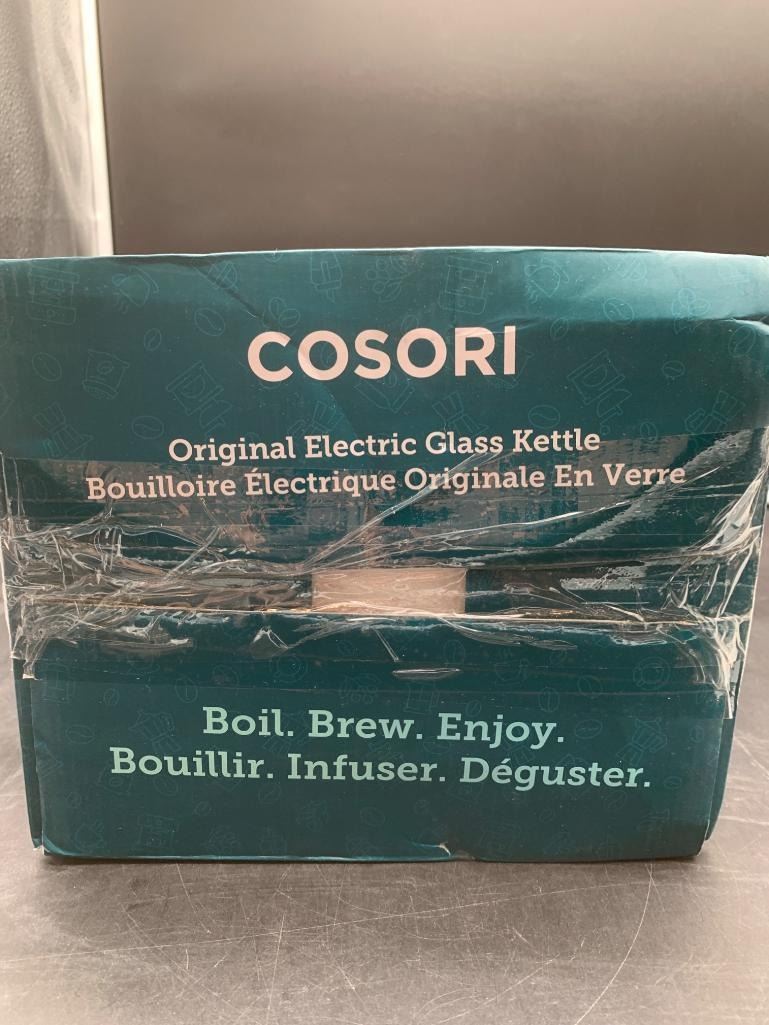 COSORI
Original Electric Glass Kettle
Bouilloire Électrique Originale En Verre
Boil. Brew. Enjoy.
Bouillir. Infuser. Déguster.